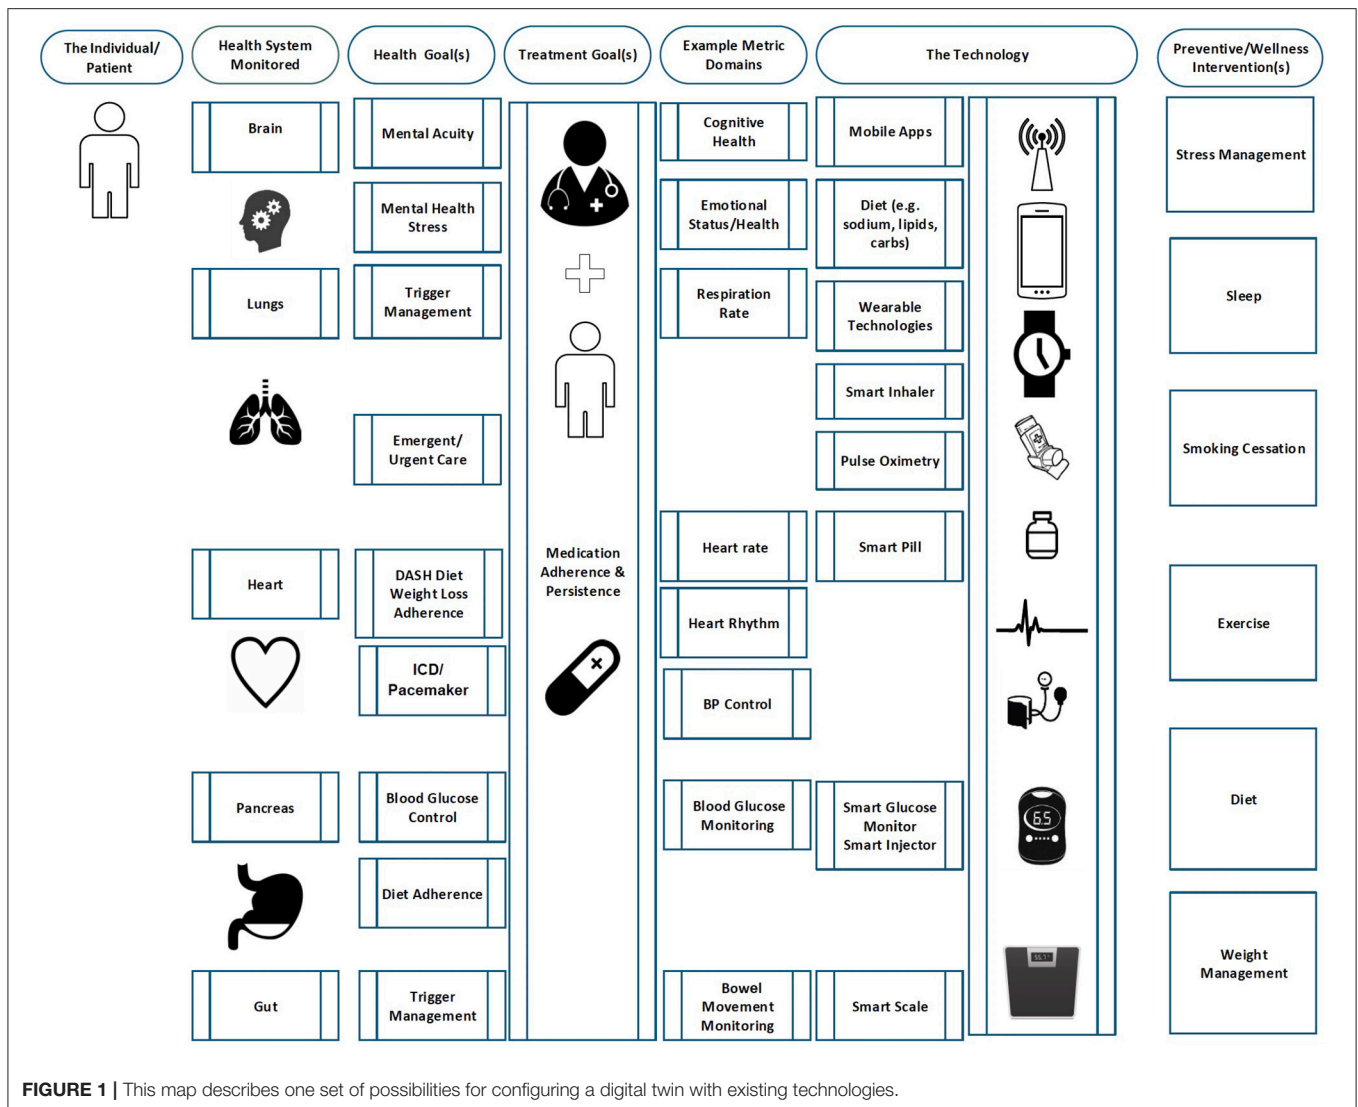 The Individual/
Patient
Health System
Monitored
Health Goal(s)
Treatment Goal(s)
Example Metric
Domains
The Technology
Preventive/Wellness
Intervention(s)
Brain
Lungs
Heart
Pancreas
Gut
Mental Acuity
Mental Health
Stress
Trigger
Management
Emergent/
Urgent Care
DASH Diet
Weight Loss
Adherence
ICD/
Pacemaker
Blood Glucose
Control
Diet Adherence
Trigger
Management
Medication
Adherence &
Persistence
Cognitive
Health
Emotional
Status/Health
Respiration
Rate
Heart rate
Heart Rhythm
BP Control
Blood Glucose
Monitoring
Bowel
Movement
Monitoring
Mobile Apps
Diet (e.g.
sodium, lipids,
carbs)
Wearable
Technologies
Smart Inhaler
Pulse Oximetry
Smart Pill
Smart Glucose
Monitor
Smart Injector
Smart Scale
6.5
Stress Management
Sleep
Smoking Cessation
Exercise
Diet
Weight
Management
FIGURE 1 | This map describes one set of possibilities for configuring a digital twin with existing technologies.